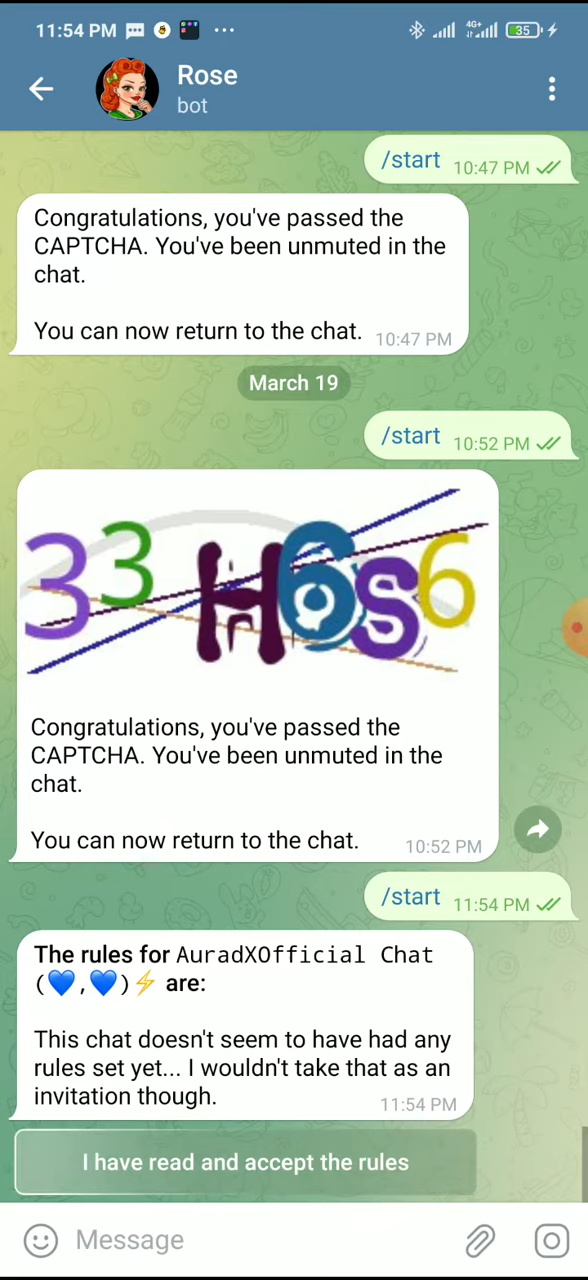 11:54 PM
4G+
35
Rose
bot
/start 10:47 PM
Congratulations, you've passed the
CAPTCHA. You've been unmuted in the
chat.
You can now return to the chat. 10:47 PM
March 19
/start 10:52 PM
33H6s6
Congratulations, you've passed the
CAPTCHA. You've been unmuted in the
chat.
You can now return to the chat. 10:52 PM
/start 11:54 PM
The rules for AuradXOfficial Chat
(💙,💙)⚡ are:
This chat doesn't seem to have had any
rules set yet... I wouldn't take that as an
invitation though. 11:54 PM
I have read and accept the rules
Message